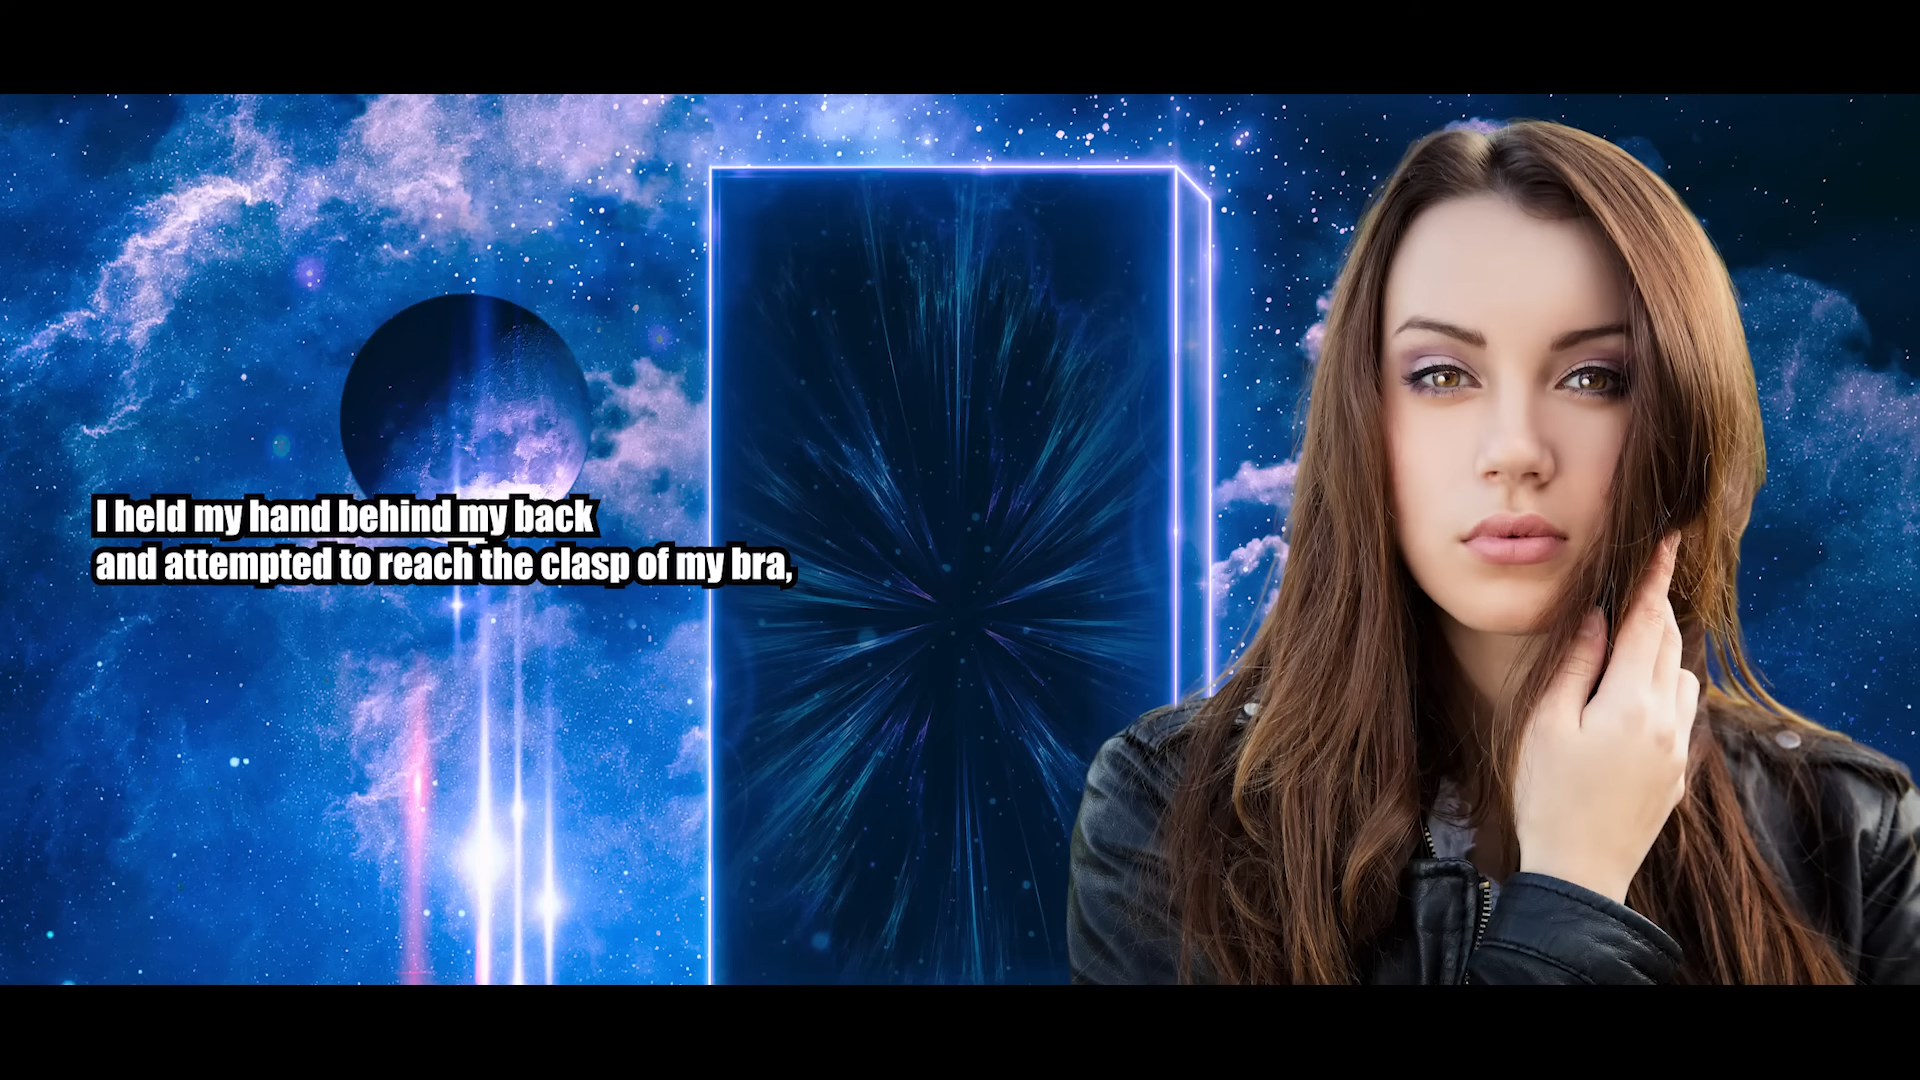 I held my hand behind my back
and attempted to reach the clasp of my bra,